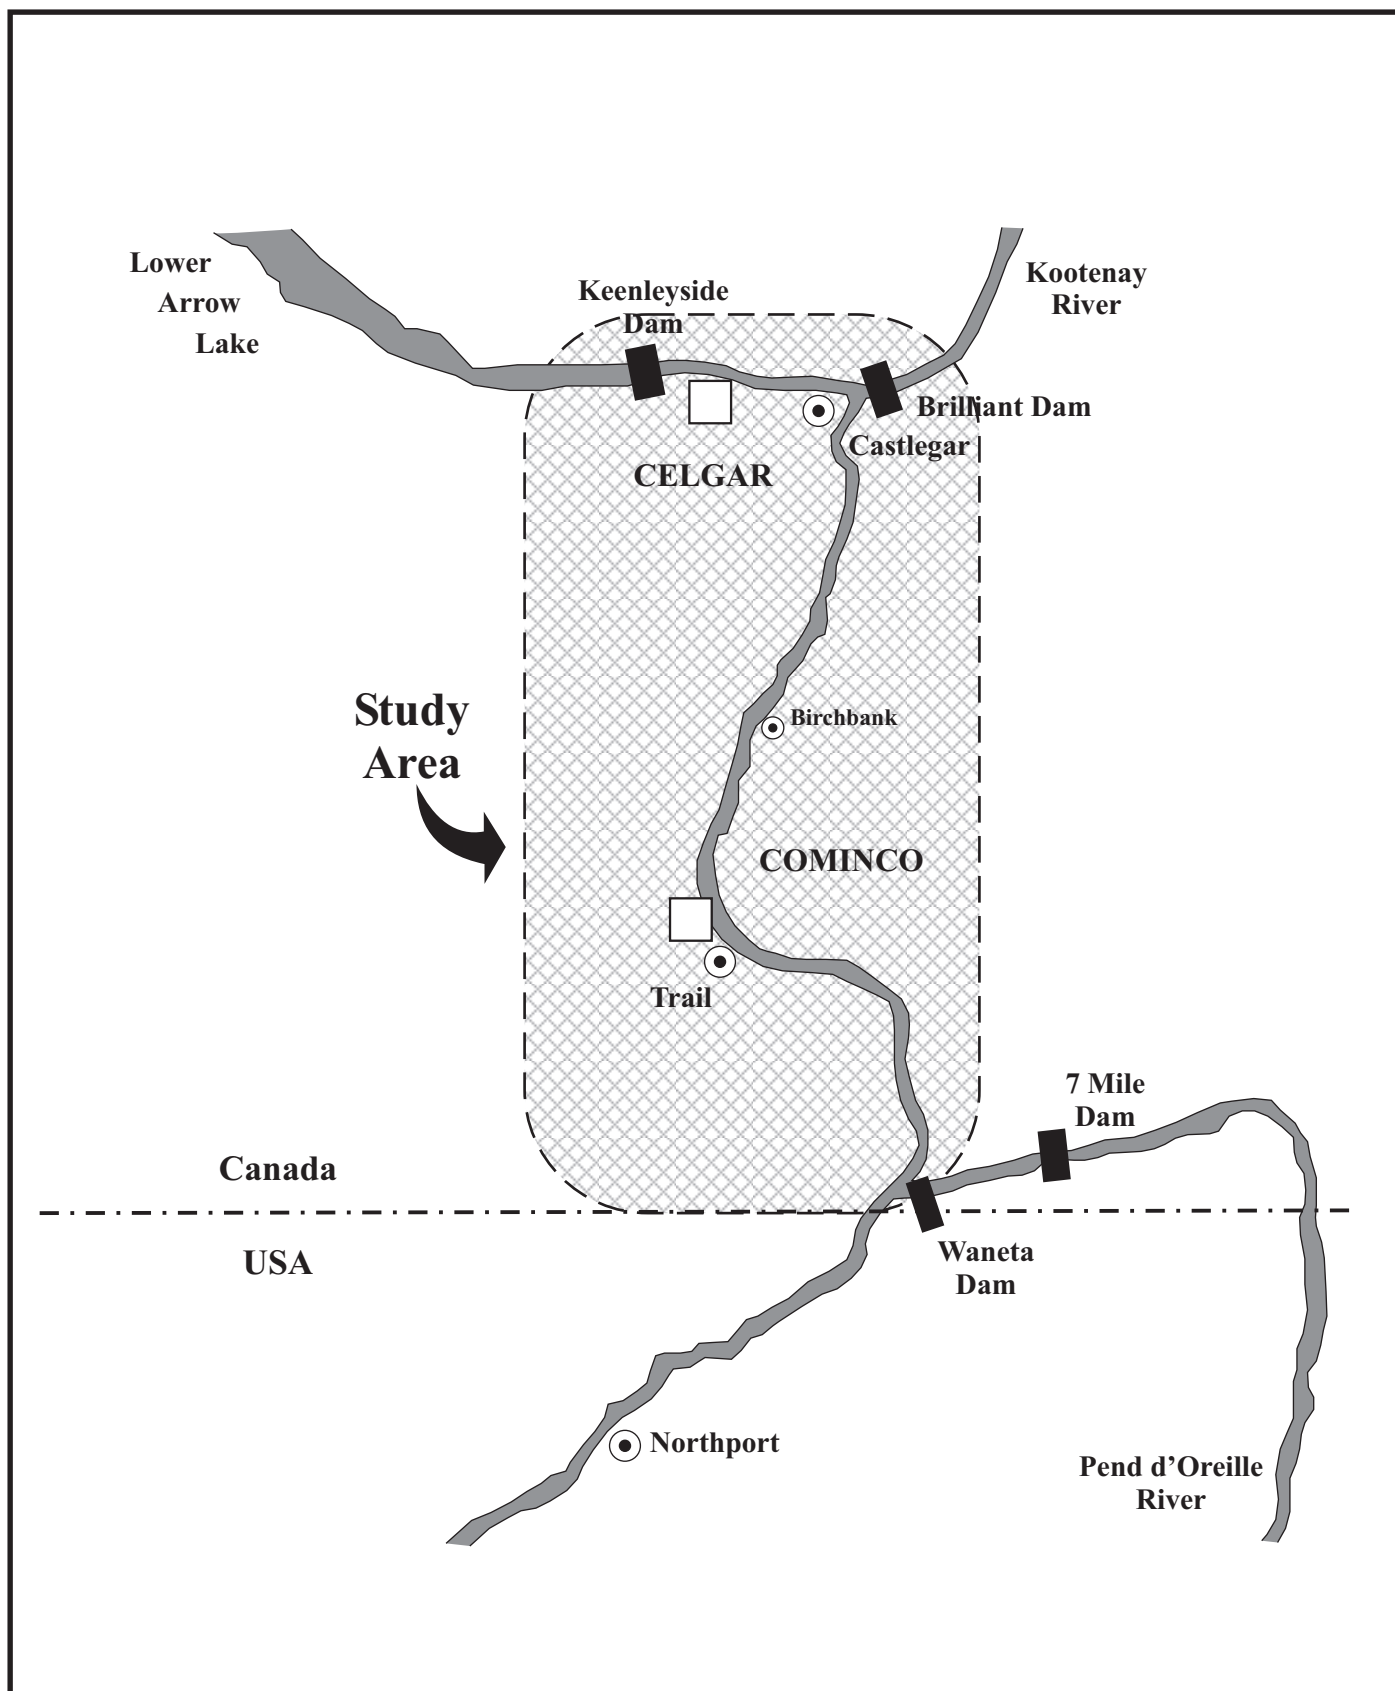 Lower
Arrow
Lake
Keenleyside
Dam
Kootenay
River
Brilliant Dam
Castlegar
CELGAR
Study
Area
Birchbank
COMINCO
Trail
7 Mile
Dam
Canada
USA
Waneta
Dam
Northport
Pend d’Oreille
River